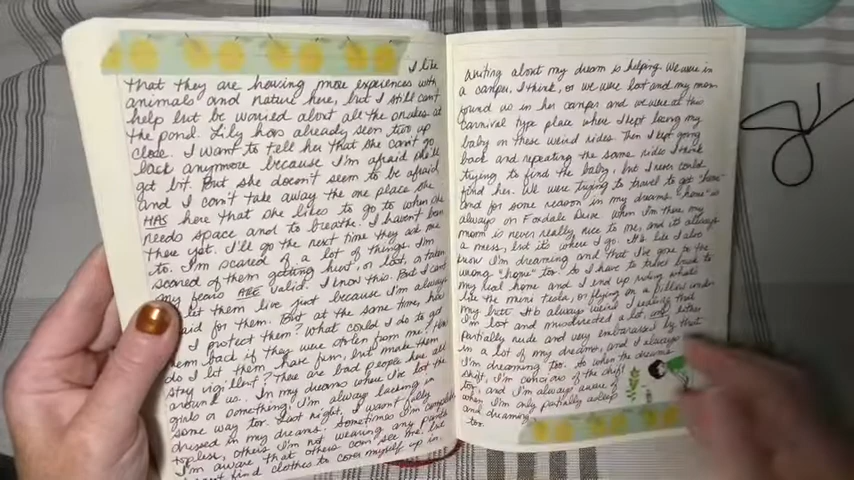 I like
that they are having more experiences with
animals and nature here, but I still can't
help but be worried about all the snakes at
the pond. Lily has already seen two up
close. I want to tell her that she can't go
back anymore because I'm afraid she'll
get bit. But she doesn't seem to be afraid,
and I can't take away the one place she
HAS here that she likes to go to when she
needs space and to breathe. I haven't been
there yet. I'll go the next time they ask me
to. I'm scared of a lot of things. I'm
scared of them getting hurt, or lost, or taken.
my fears ARE valid. I know this. But I can't
let them live just because I'm always
afraid for them. But at the same time, how
I protect them? What could I do to get
them back if they were stolen from me? How
do I let them have fun, but make them
stay vigilant? There are bad people here all
around us. In my dreams where I've lost the
girls or something, I'm always lacking in
some way too. Last night, I wasn't fully
dressed in my dreams. Sometimes I'm completely
topless, others I'm not wearing any pants
I'm aware that others can see me, but
can't find clothes to cover myself up in.
Writing about my dream is helping. We were in
a camper, I think, or we were lost and my mom
found us in her camper and we were at this
carnival type place where I kept losing my
baby on these weird rides. Then I kept going
back and repeating the same rides I think
trying to find the baby, but I never could
find her. We were trying to travel to get "home"
and for some reason in my dreams "home" is
always on Foxdale Drive. When I'm there, my
mom is never really nice to me, and it's always
a mess, but it's where I go. It's like I also
know I'm dreaming and that I've gone to the
wrong "home" too. So I have to travel back to
my real home and I end up riding what's
like the mini Tesla, or flying on a pillow under
my butt. It's always weird. I realize that
I'm lost and misdirected a lot, or either
partially nude and very embarrassed by that
in a lot of my dreams, and I always
I'm dreaming too. So when the dreams
shift, I'm conscious of the shift
too, and I'm always aware of
when I'm only partially asleep
and dreaming
too.